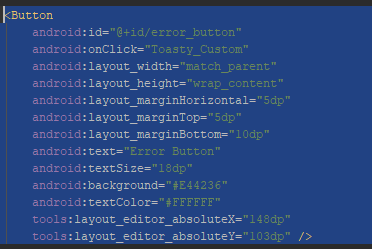 <Button
android:id="@+id/error_button"
android:onClick="Toasty_Custom"
android:layout_width="match_parent"
android:layout_height="wrap_content"
android:layout_marginHorizontal="5dp"
android:layout_marginTop="5dp"
android:layout_marginBottom="10dp"
android:text="Error Button"
android:textSize="18dp"
android:background="#E44236"
android:textColor="#FFFFFF"
tools:layout_editor_absoluteX="148dp"
tools:layout_editor_absoluteY="103dp" />